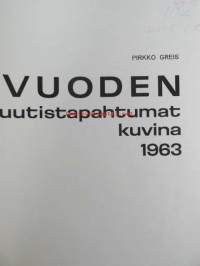 PIRKKO GREIS
VUODEN
uutistapahtumat
kuvina
1963